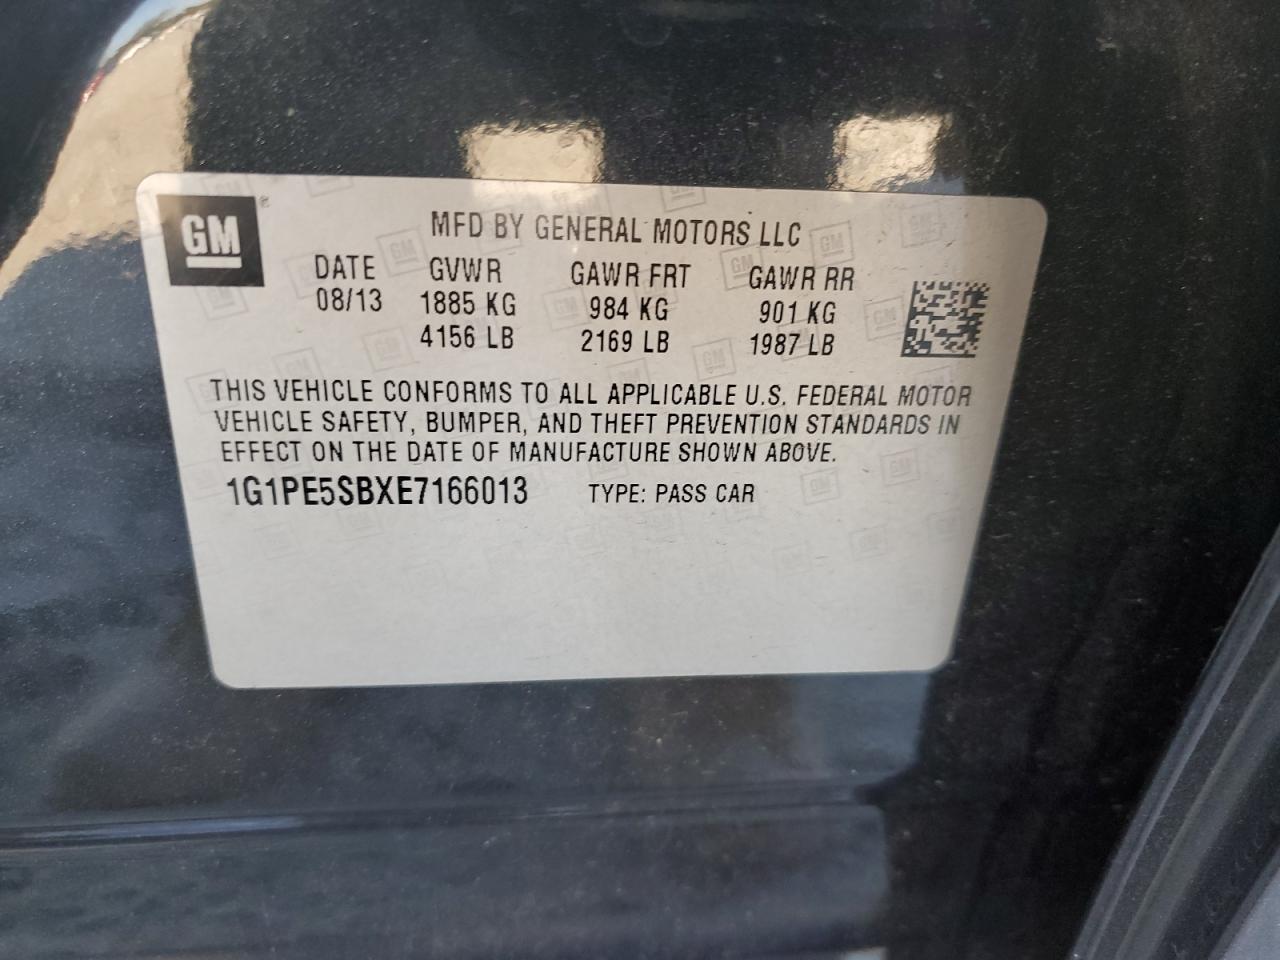 GM ®
MFD BY GENERAL MOTORS LLC
DATE GVWR GAWR FRT GAWR RR
08/13 1885 KG 984 KG 901 KG
4156 LB 2169 LB 1987 LB
THIS VEHICLE CONFORMS TO ALL APPLICABLE U.S. FEDERAL MOTOR
VEHICLE SAFETY, BUMPER, AND THEFT PREVENTION STANDARDS IN
EFFECT ON THE DATE OF MANUFACTURE SHOWN ABOVE.
1G1PE5SBXE7166013 TYPE: PASS CAR